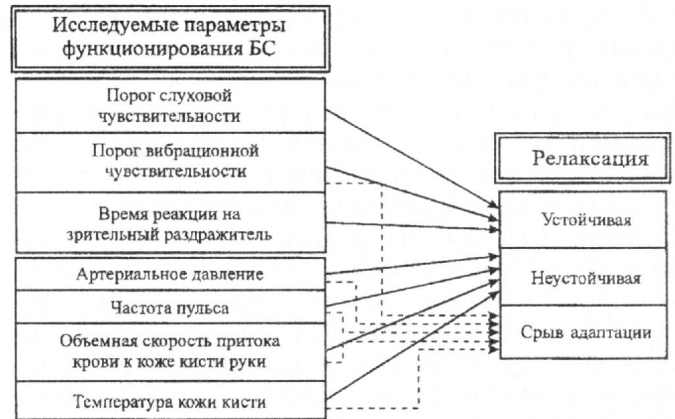 Исследуемые параметры
функционирования БС
Порог слуховой
чувствительности
Порог вибрационной
чувствительности
Время реакции на
зрительный раздражитель
Артериальное давление
Частота пульса
Объемная скорость притока
крови к коже кисти руки
Температура кожи кисти
Релаксация
Устойчивая
Неустойчивая
Срыв адаптации